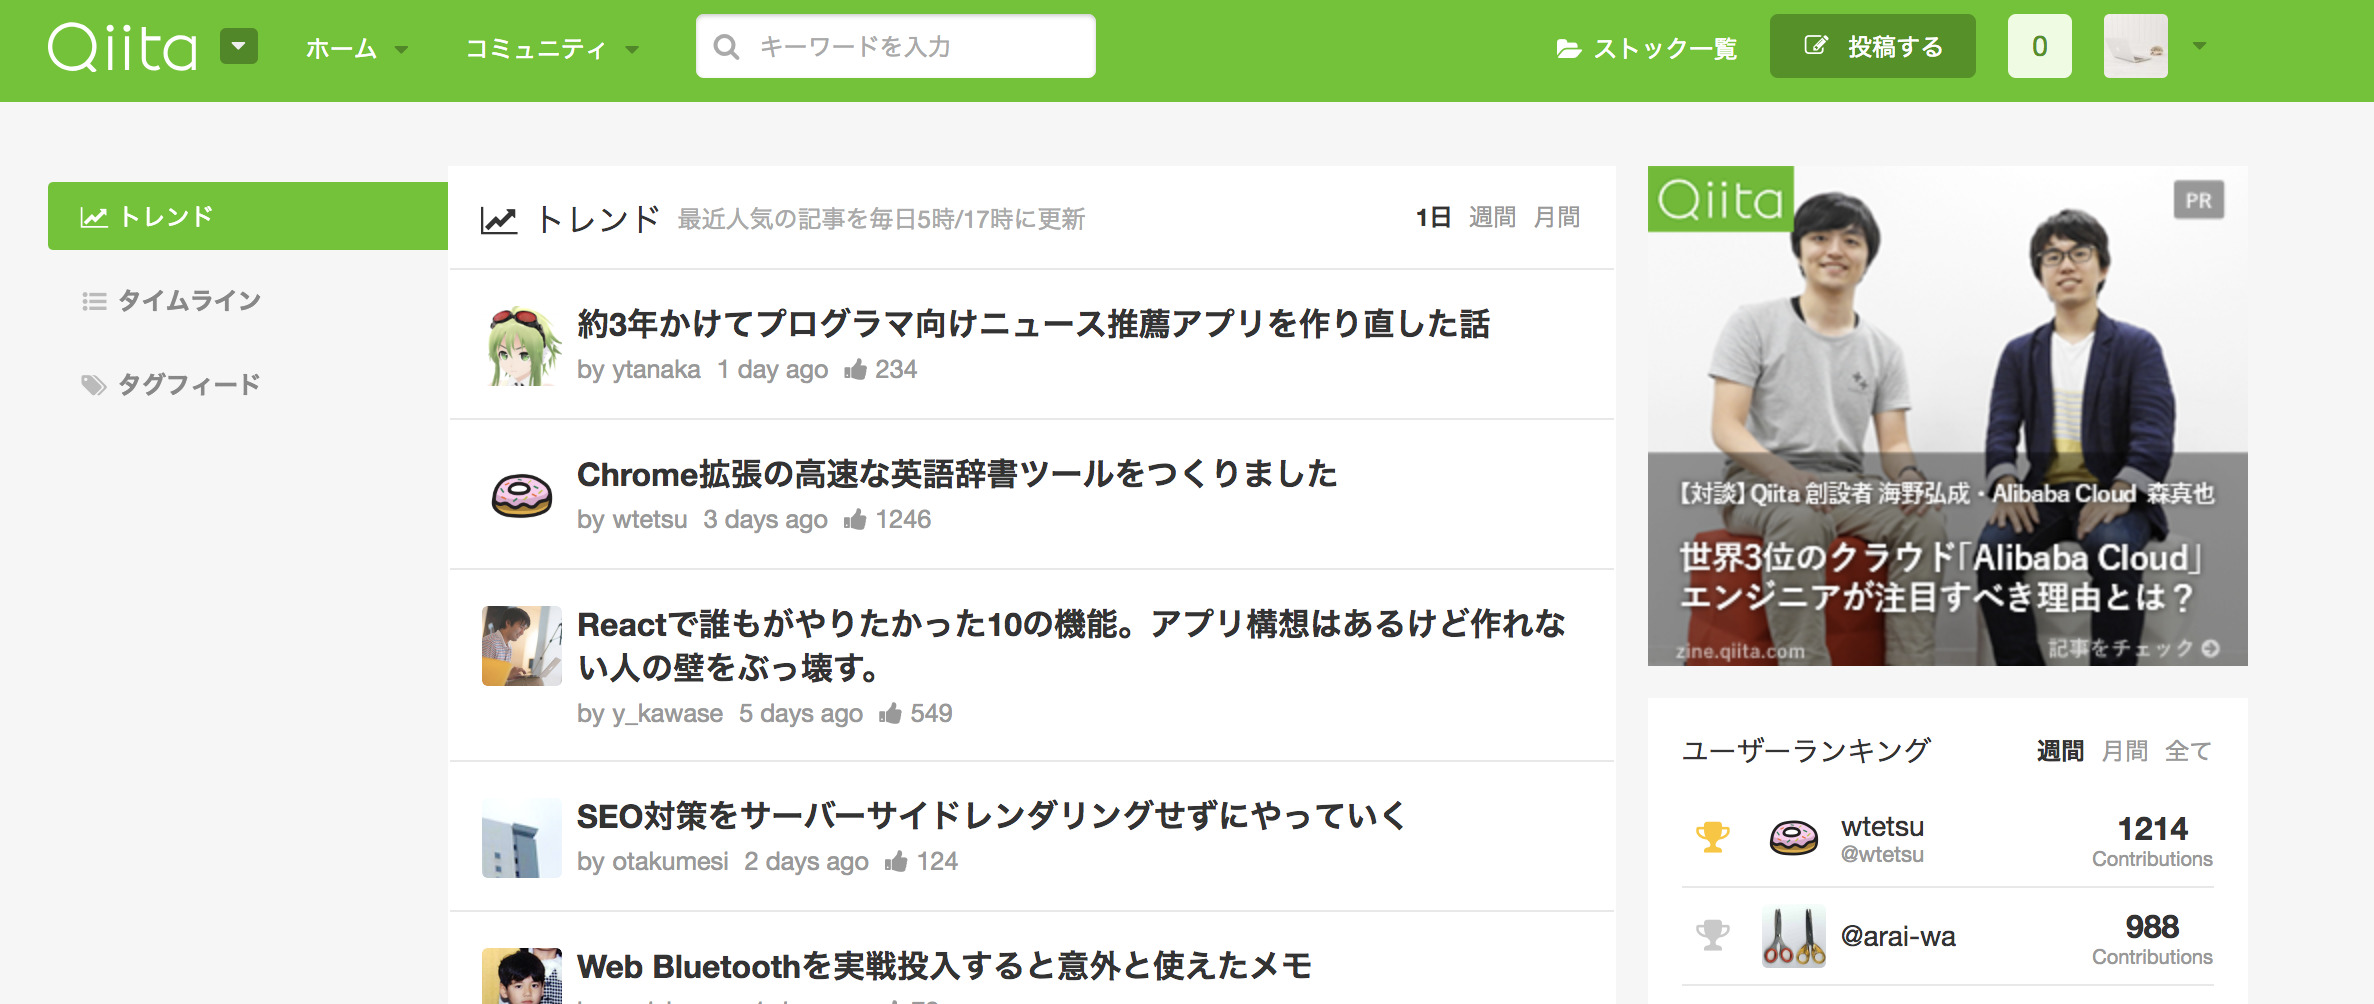 Qiita
ホーム
コミュニティ
キーワードを入力
ストック一覧
投稿する
0
トレンド
タイムライン
タグフィード
トレンド 最近人気の記事を毎日5時/17時に更新
1日 週間 月間
約3年かけてプログラマ向けニュース推薦アプリを作り直した話
by ytanaka 1 day ago 234
Chrome拡張の高速な英語辞書ツールをつくりました
by wtetsu 3 days ago 1246
Reactで誰もがやりたかった10の機能。アプリ構想はあるけど作れな
い人の壁をぶっ壊す。
by y_kawase 5 days ago 549
SEO対策をサーバーサイドレンダリングせずにやっていく
by otakumesi 2 days ago 124
Web Bluetoothを実戦投入すると意外と使えたメモ
Qiita
PR
【対談】Qiita 創設者 海野弘成・Alibaba Cloud 森真也
世界3位のクラウド「Alibaba Cloud」
エンジニアが注目すべき理由とは？
zine.qiita.com
記事をチェック
ユーザーランキング
週間 月間 全て
wtetsu
@wtetsu
1214
Contributions
@arai-wa
988
Contributions